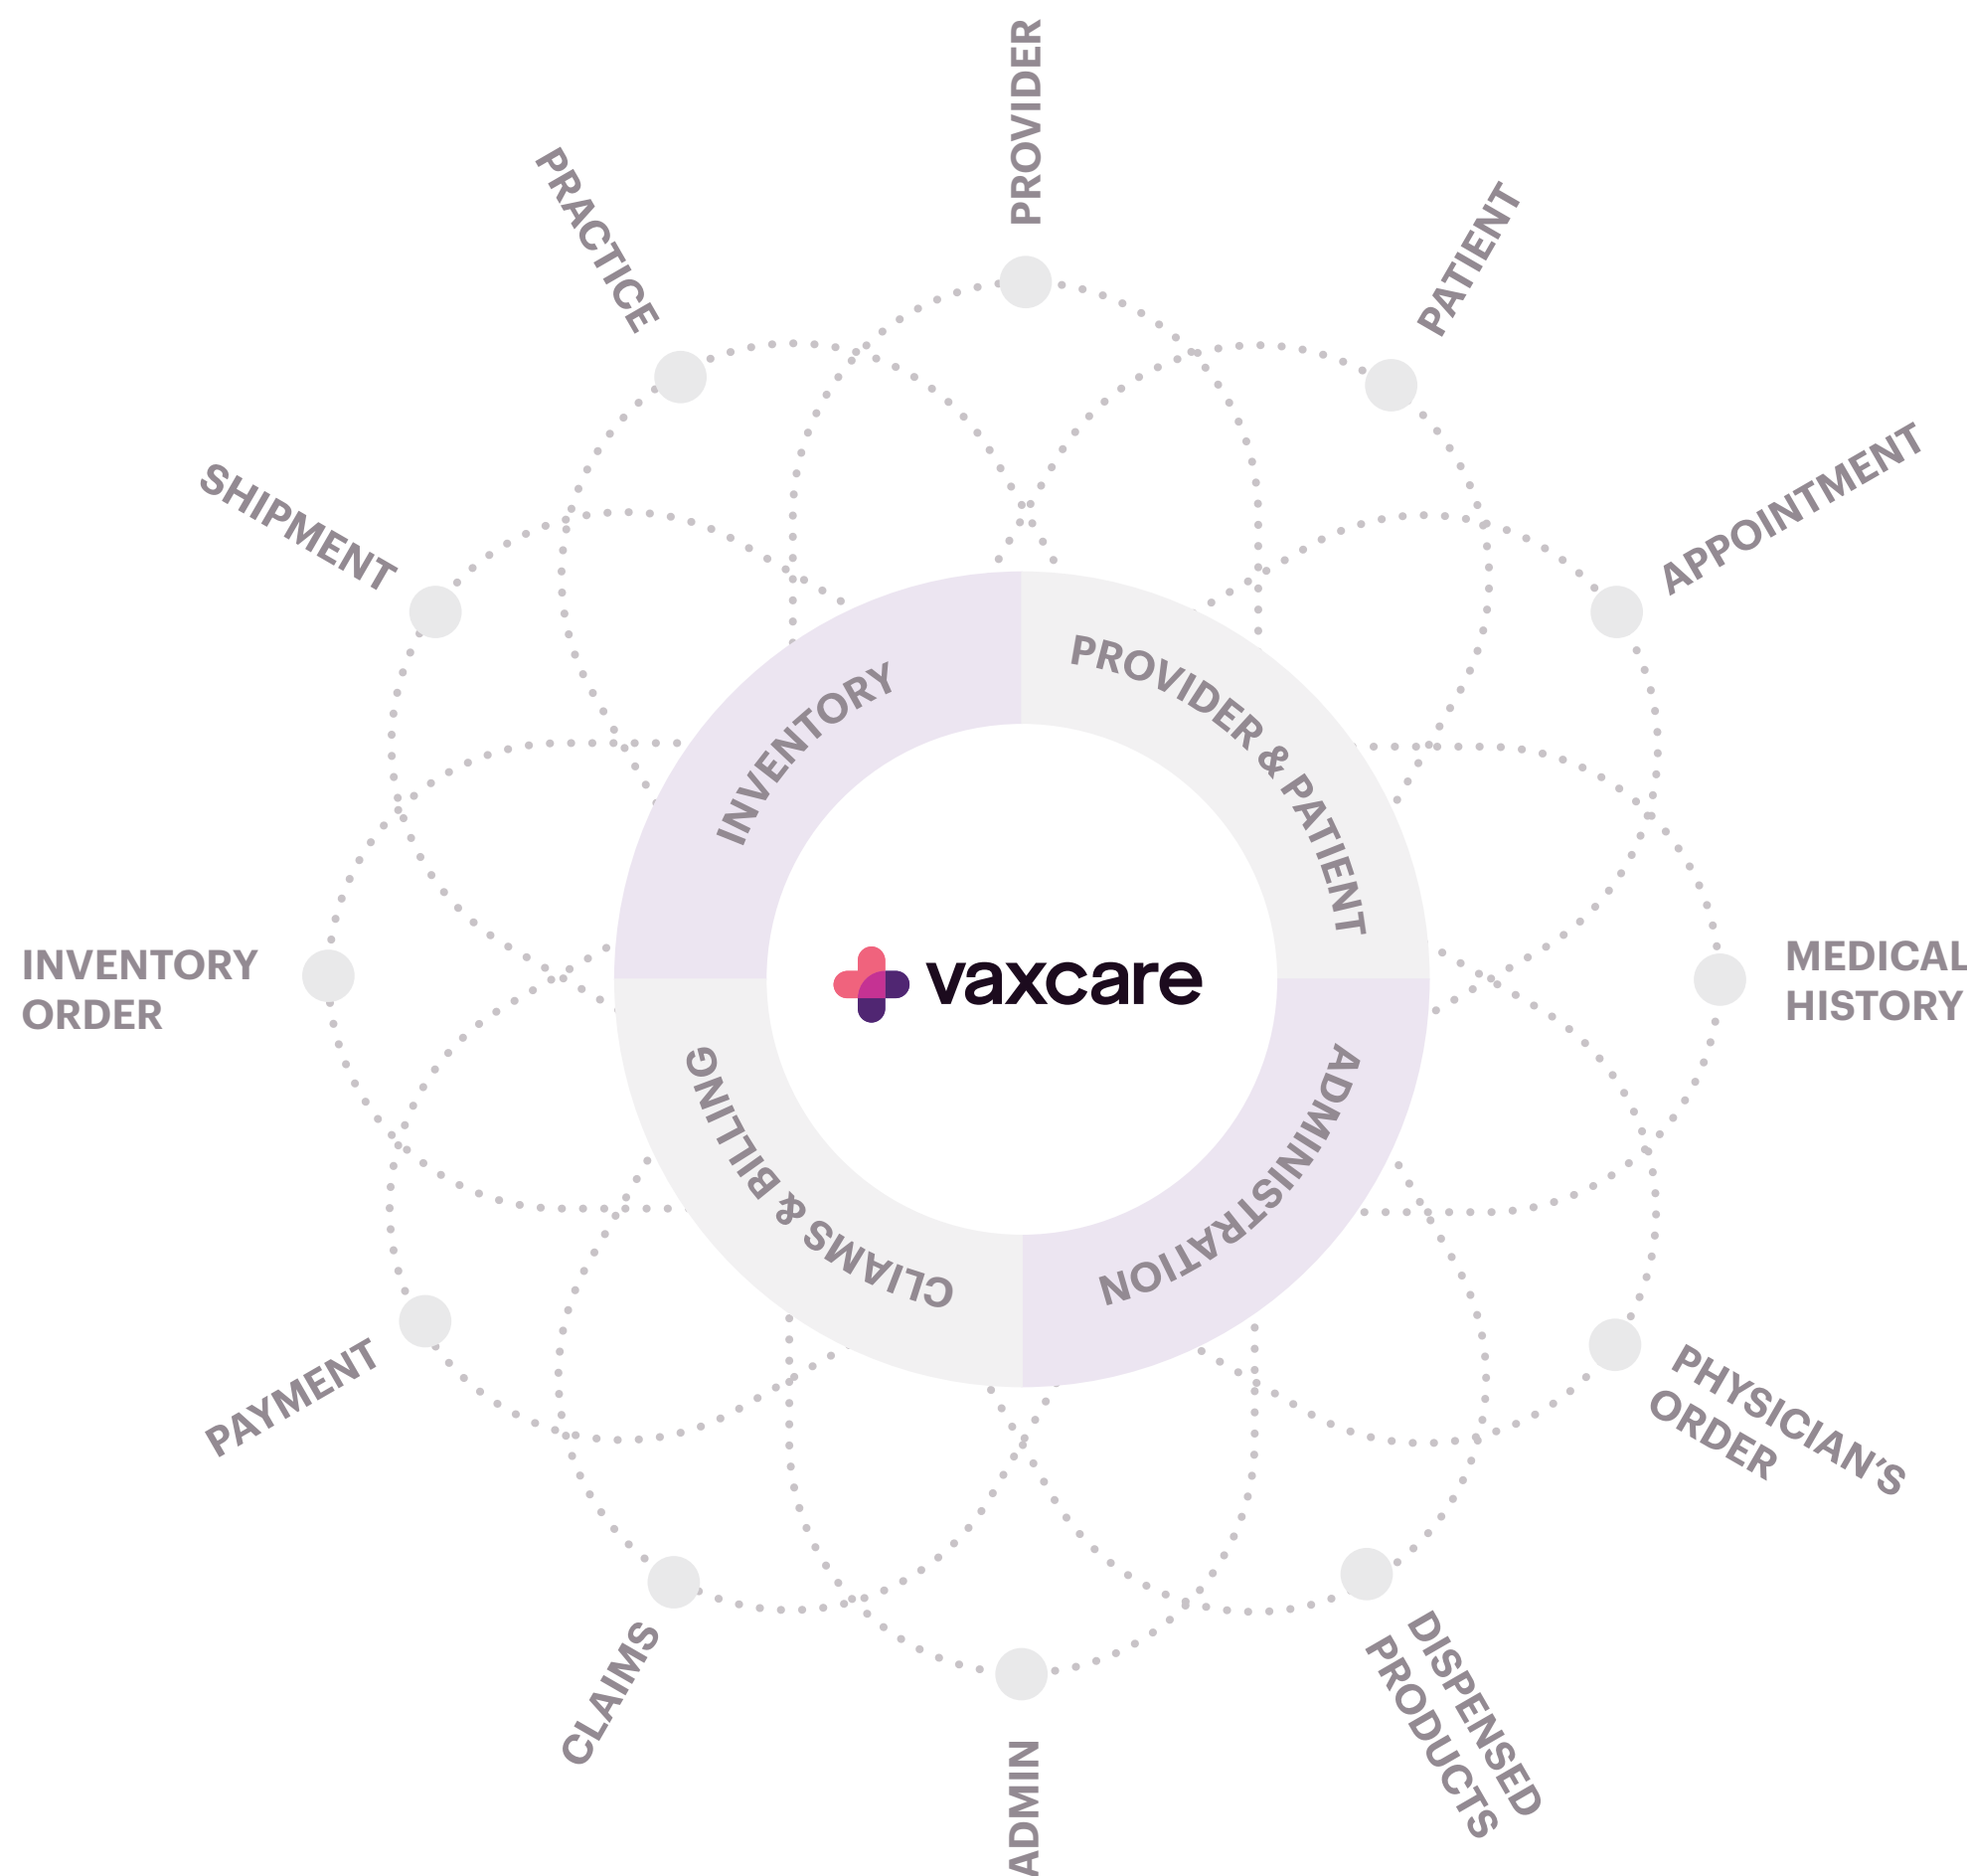 PROVIDER
PATIENT
APPOINTMENT
MEDICAL
HISTORY
PHYSICIAN'S
ORDER
DISPENSED
PRODUCTS
ADMIN
CLAIMS
PAYMENT
INVENTORY
ORDER
SHIPMENT
PRACTICE
INVENTORY
PROVIDER & PATIENT
ADMINISTRATION
CLIAMS & BILLING
vaxcare